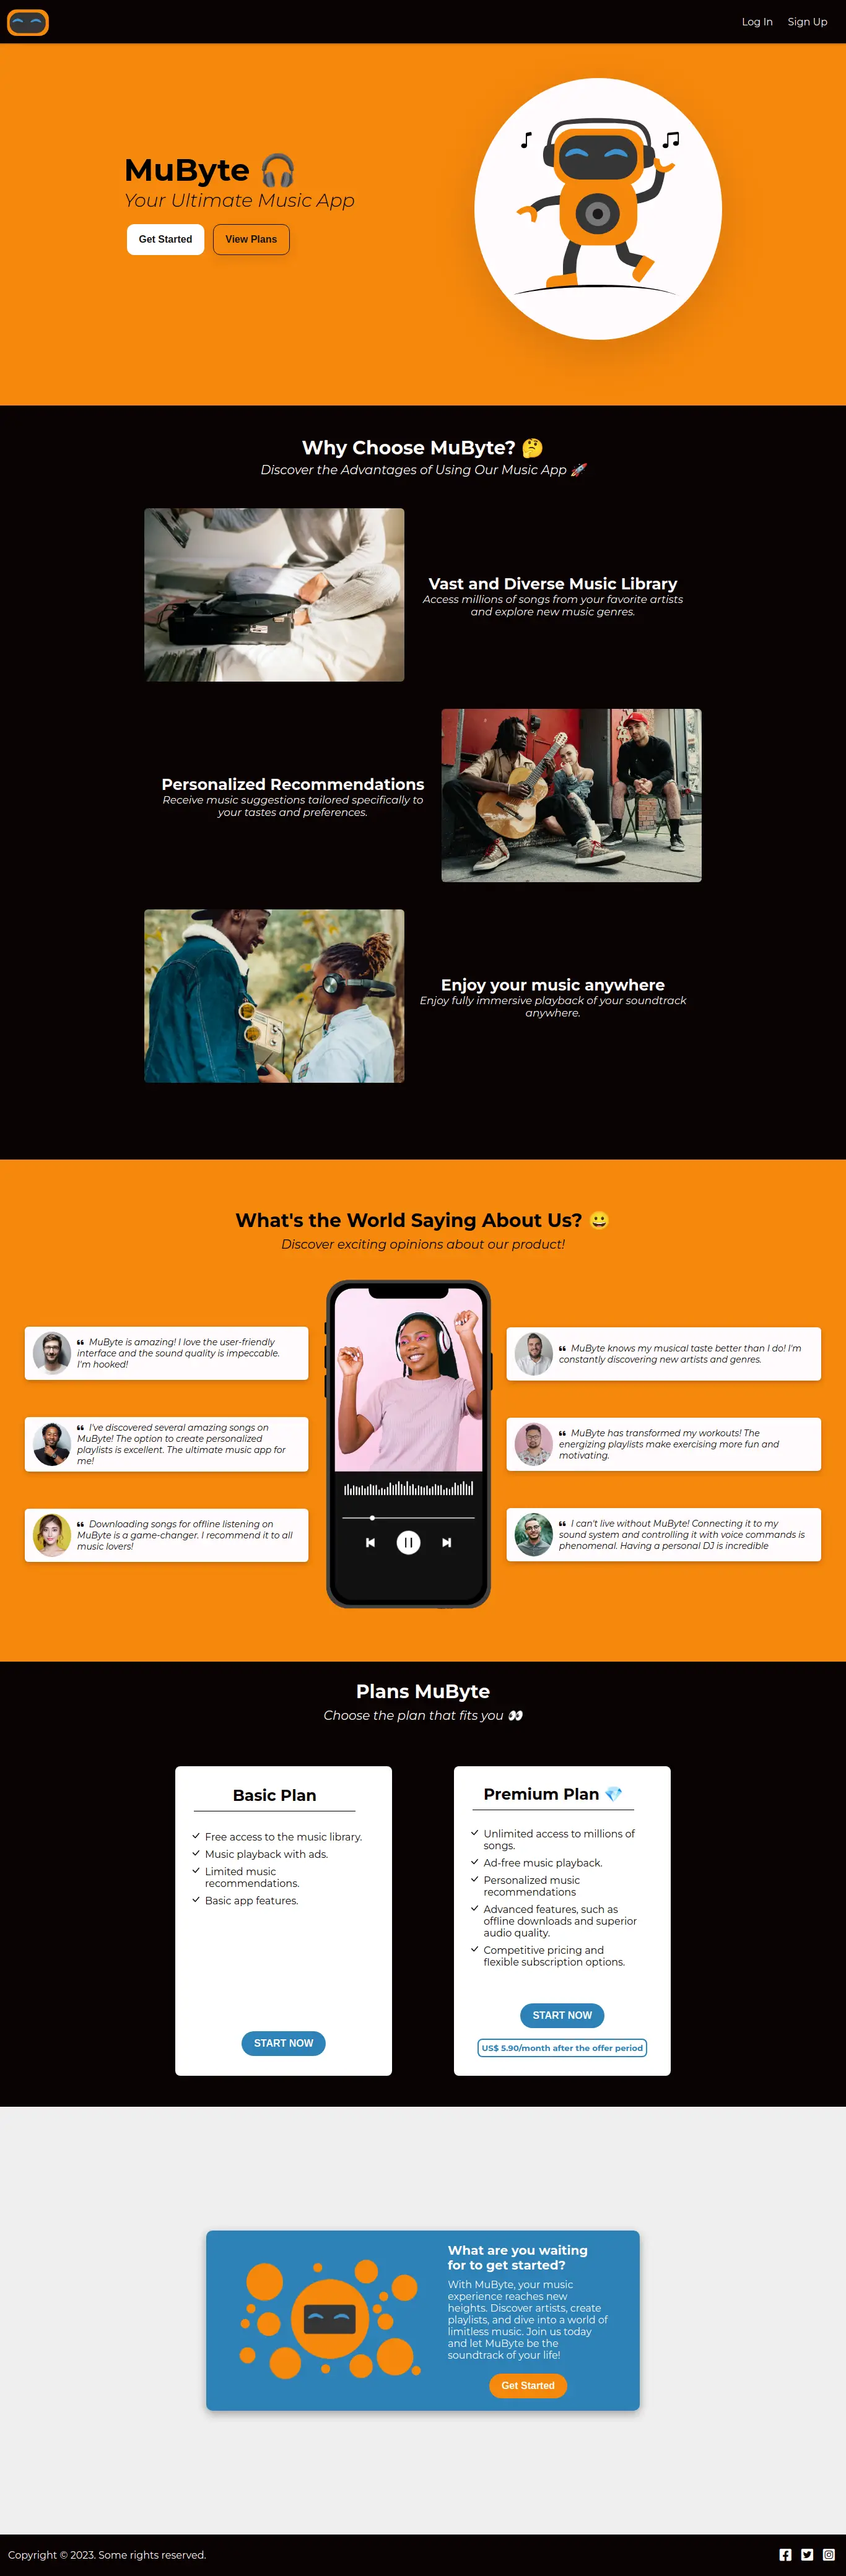 Log In Sign Up
MuByte 🎧
Your Ultimate Music App
Get Started View Plans
Why Choose MuByte? 🤔
Discover the Advantages of Using Our Music App 🚀
Vast and Diverse Music Library
Access millions of songs from your favorite artists
and explore new music genres.
Personalized Recommendations
Receive music suggestions tailored specifically to
your tastes and preferences.
Enjoy your music anywhere
Enjoy fully immersive playback of your soundtrack
anywhere.
What's the World Saying About Us? 😀
Discover exciting opinions about our product!
❝ MuByte is amazing! I love the user-friendly
interface and the sound quality is impeccable.
I'm hooked!
❝ I've discovered several amazing songs on
MuByte! The option to create personalized
playlists is excellent. The ultimate music app for
me!
❝ Downloading songs for offline listening on
MuByte is a game-changer. I recommend it to all
music lovers!
❝ MuByte knows my musical taste better than I do! I'm
constantly discovering new artists and genres.
❝ MuByte has transformed my workouts! The
energizing playlists make exercising more fun and
motivating.
❝ I can't live without MuByte! Connecting it to my
sound system and controlling it with voice commands is
phenomenal. Having a personal DJ is incredible
Plans MuByte
Choose the plan that fits you 👀
Basic Plan
Free access to the music library.
Music playback with ads.
Limited music
recommendations.
Basic app features.
START NOW
Premium Plan 💎
Unlimited access to millions of
songs.
Ad-free music playback.
Personalized music
recommendations
Advanced features, such as
offline downloads and superior
audio quality.
Competitive pricing and
flexible subscription options.
START NOW
US$ 5.90/month after the offer period
What are you waiting
for to get started?
With MuByte, your music
experience reaches new
heights. Discover artists, create
playlists, and dive into a world of
limitless music. Join us today
and let MuByte be the
soundtrack of your life!
Get Started
Copyright © 2023. Some rights reserved.